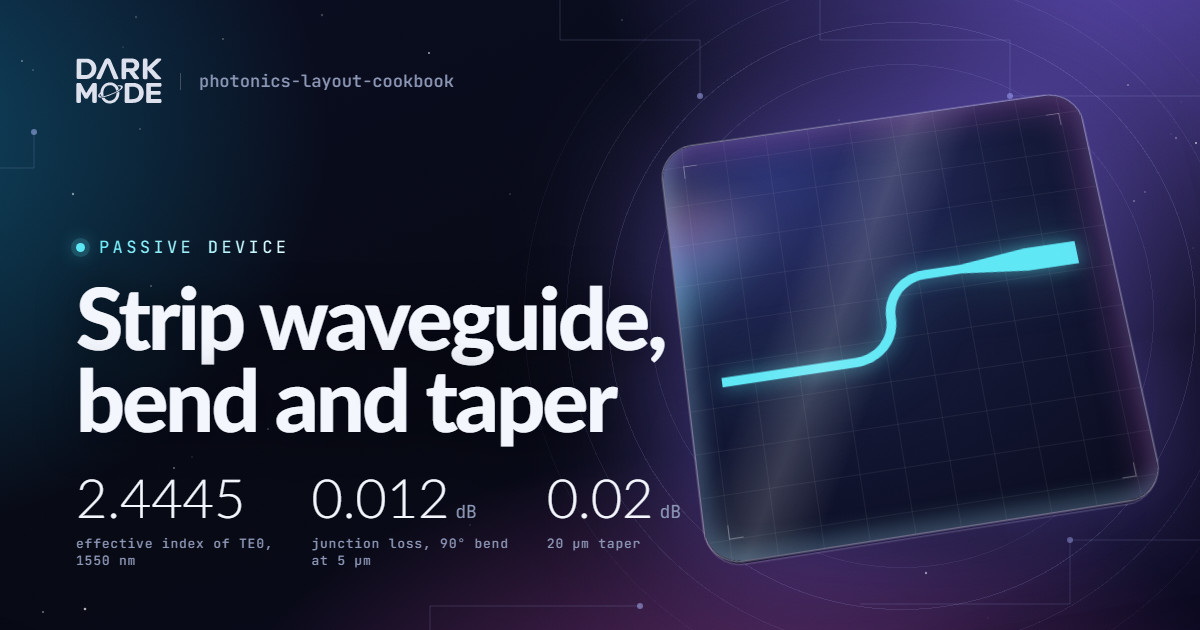 DARK
MODE
photonics-layout-cookbook
PASSIVE DEVICE
Strip waveguide,
bend and taper
2.4445
effective index of TE0,
1550 nm
0.012 dB
junction loss, 90° bend
at 5 µm
0.02 dB
20 µm taper